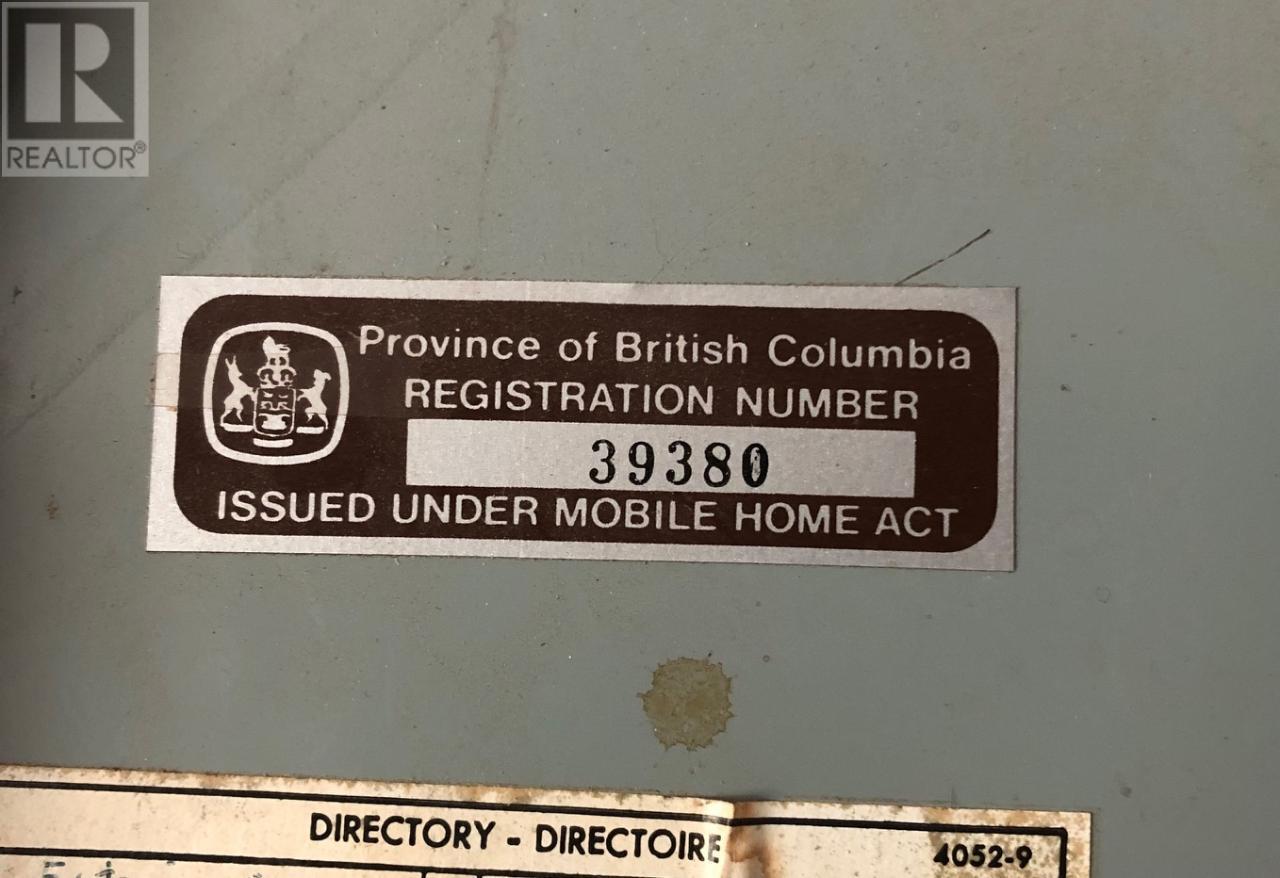 R
REALTOR®
Province of British Columbia
REGISTRATION NUMBER
39380
ISSUED UNDER MOBILE HOME ACT
DIRECTORY - DIRECTOIRE
4052-9